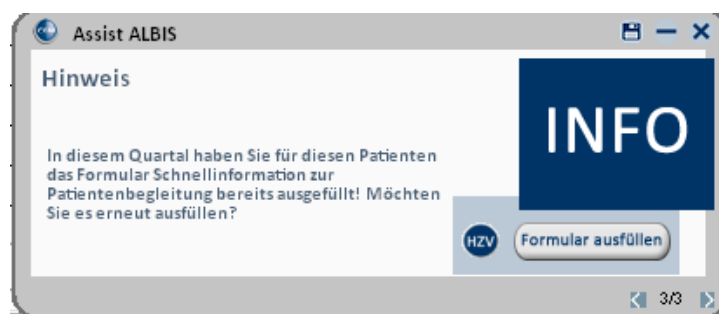 Assist ALBIS
Hinweis
INFO
In diesem Quartal haben Sie für diesen Patienten
das Formular Schnellinformation zur
Patientenbegleitung bereits ausgefüllt! Möchten
Sie es erneut ausfüllen?
HZV
Formular ausfüllen
3/3